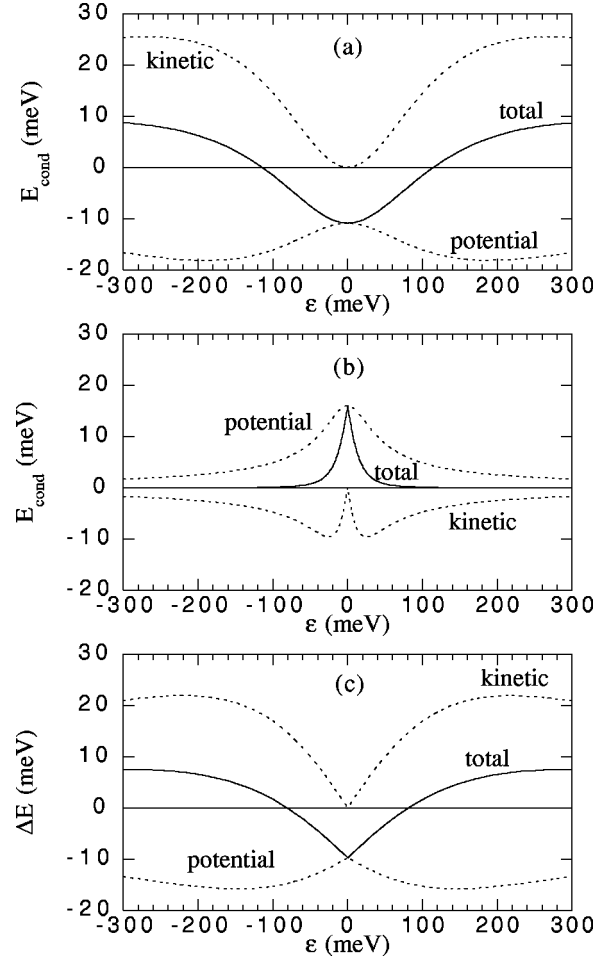 30
(a)
kinetic
20
total
10
E_cond (meV)
0
-10
potential
-20
-300 -200 -100 0 100 200 300
ε (meV)
30
(b)
20
potential
10
total
E_cond (meV)
0
kinetic
-10
-20
-300 -200 -100 0 100 200 300
ε (meV)
30
(c)
kinetic
20
total
10
ΔE (meV)
0
potential
-10
-20
-300 -200 -100 0 100 200 300
ε (meV)